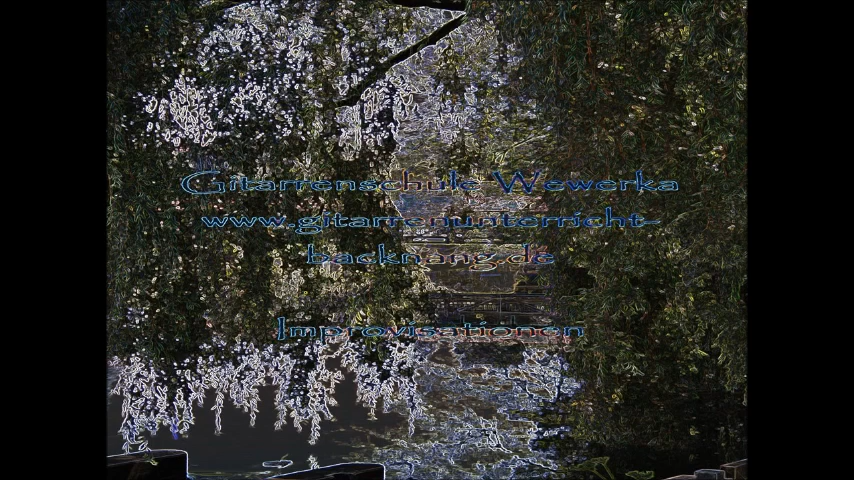 Gitarrenschule Wewerka
www.gitarrenunterricht-
backnang.de
Improvisationen